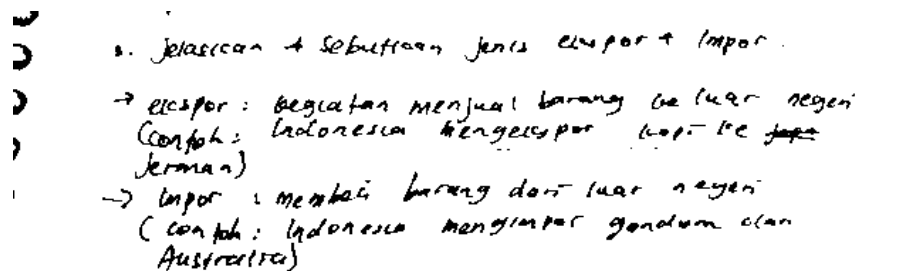 1. Jelaskan + Sebutkan jenis ekspor + Impor.
→ ekspor : kegiatan menjual barang ke luar negeri
(Contoh : Indonesia mengekspor kopi ke
Jerman)
→ Impor : membeli barang dari luar negeri
(contoh : Indonesia mengimpor gandum dari
Australia)